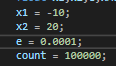 x1 = -10;
x2 = 20;
e = 0.0001;
count = 100000;